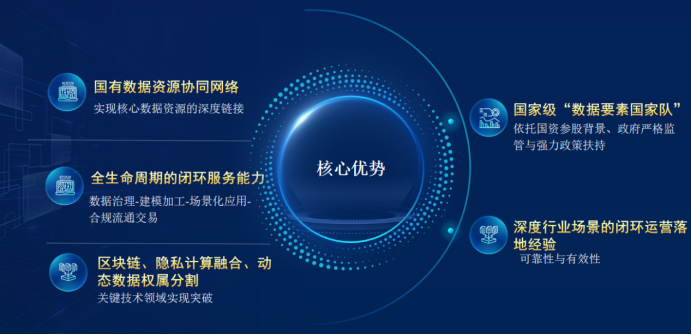 国有数据资源协同网络
实现核心数据资源的深度链接
全生命周期的闭环服务能力
数据治理-建模加工-场景化应用-
合规流通交易
区块链、隐私计算融合、动
态数据权属分割
关键技术领域实现突破
核心优势
国家级“数据要素国家队”
依托国资参股背景、政府严格监
管与强力政策扶持
深度行业场景的闭环运营落
地经验
可靠性与有效性